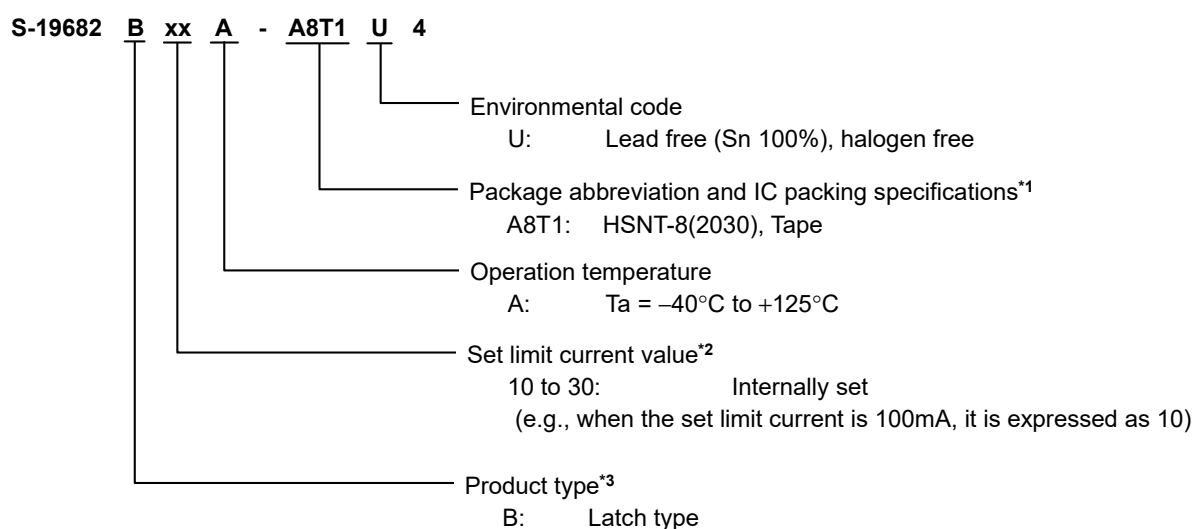 S-19682 B xx A - A8T1 U 4
Environmental code
U: Lead free (Sn 100%), halogen free
Package abbreviation and IC packing specifications*1
A8T1: HSNT-8(2030), Tape
Operation temperature
A: Ta = −40°C to +125°C
Set limit current value*2
10 to 30: Internally set
(e.g., when the set limit current is 100mA, it is expressed as 10)
Product type*3
B: Latch type